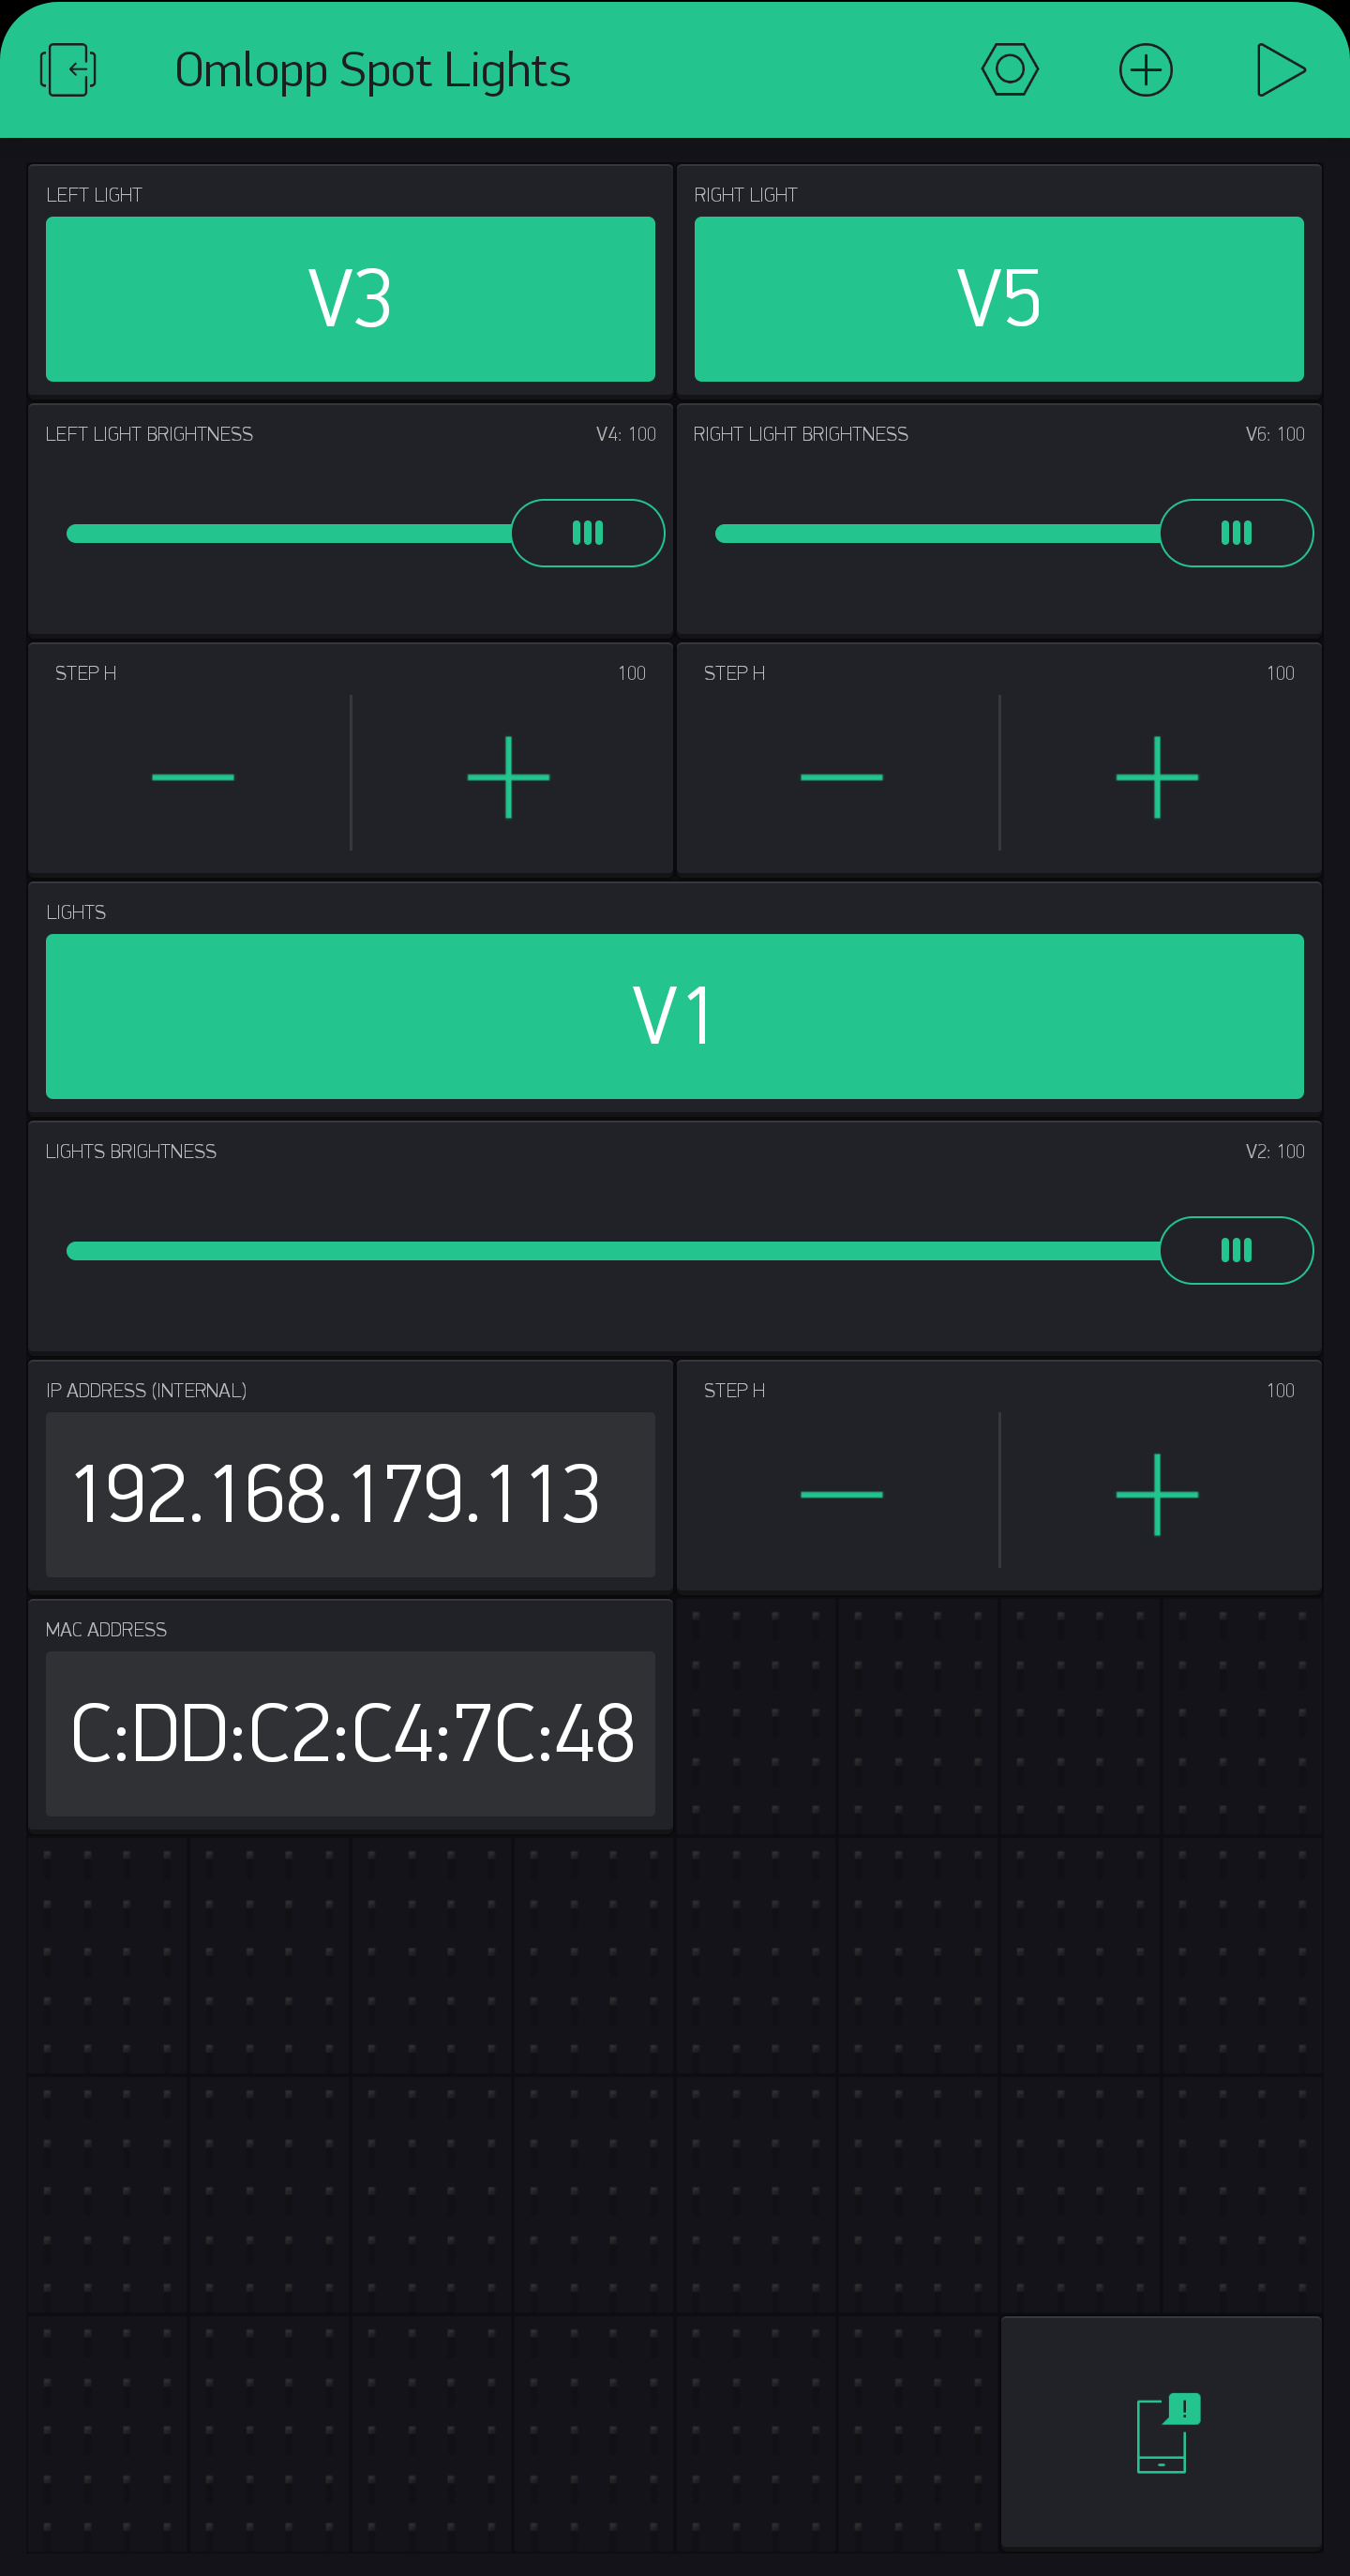 Omlopp Spot Lights
LEFT LIGHT
RIGHT LIGHT
V3
V5
LEFT LIGHT BRIGHTNESS V4: 100
RIGHT LIGHT BRIGHTNESS V6: 100
STEP H 100
STEP H 100
LIGHTS
V1
LIGHTS BRIGHTNESS V2: 100
IP ADDRESS (INTERNAL)
STEP H 100
192.168.179.113
MAC ADDRESS
C:DD:C2:C4:7C:48
!